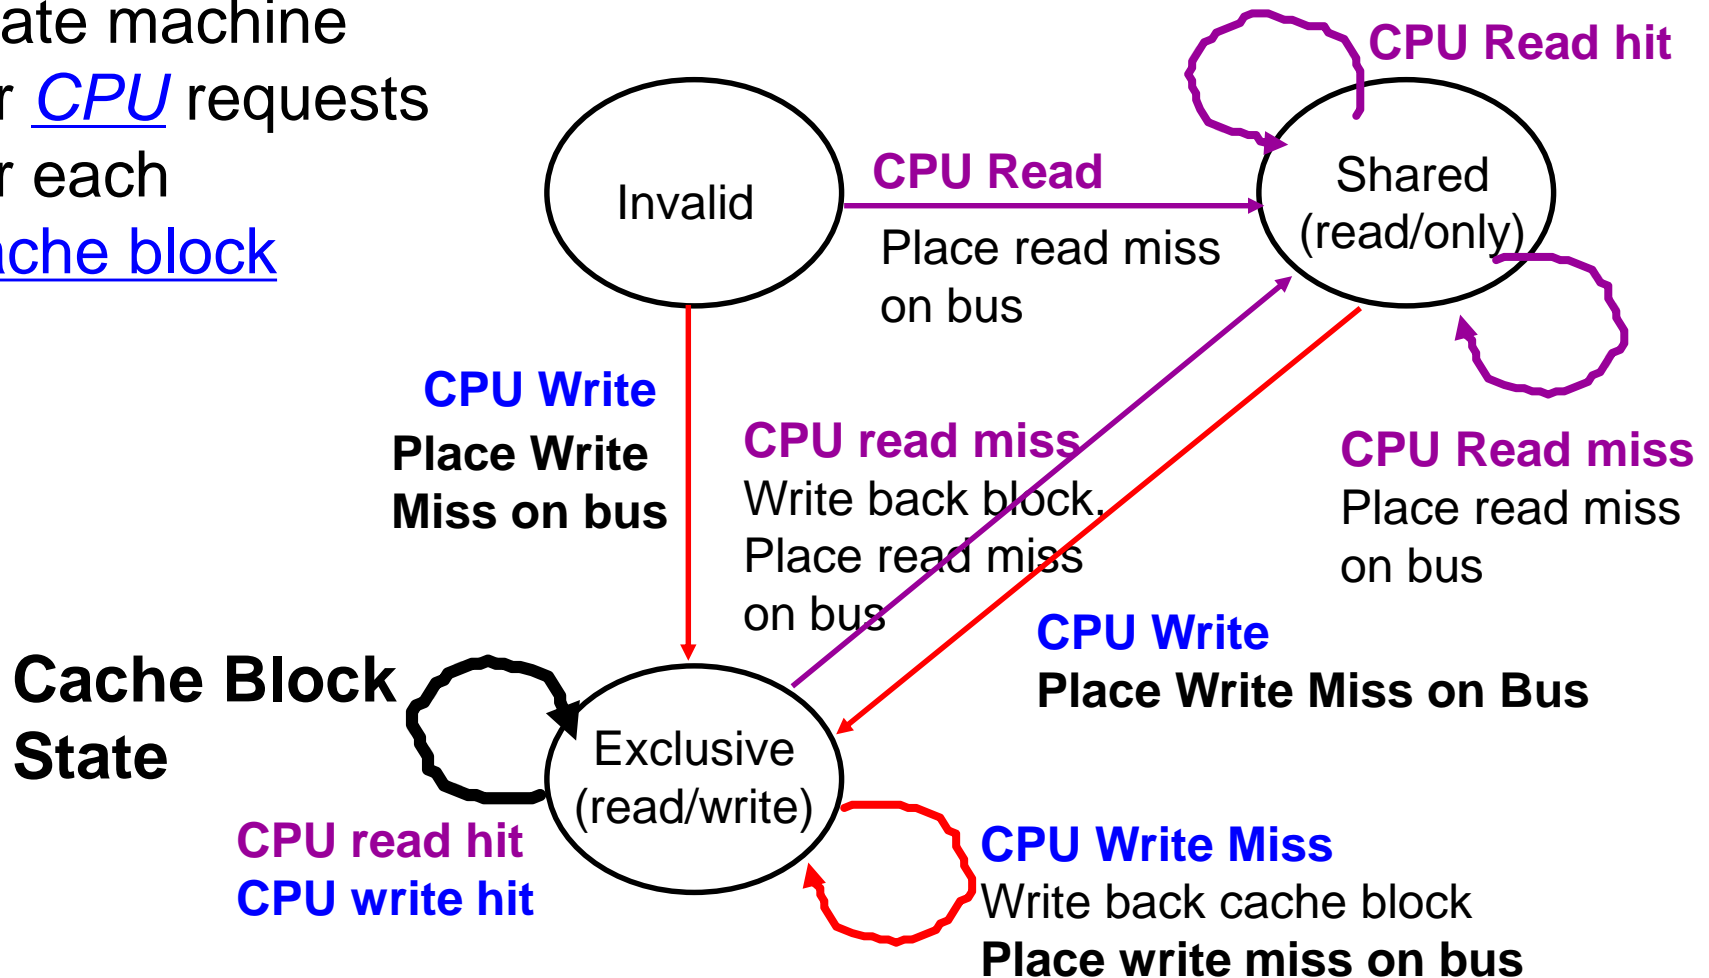 ate machine
r CPU requests
r each
ache block
CPU Read hit
Invalid
CPU Read
Place read miss
on bus
Shared
(read/only)
CPU Write
Place Write
Miss on bus
CPU read miss
Write back block,
Place read miss
on bus
CPU Read miss
Place read miss
on bus
CPU Write
Place Write Miss on Bus
Cache Block
State
Exclusive
(read/write)
CPU read hit
CPU write hit
CPU Write Miss
Write back cache block
Place write miss on bus